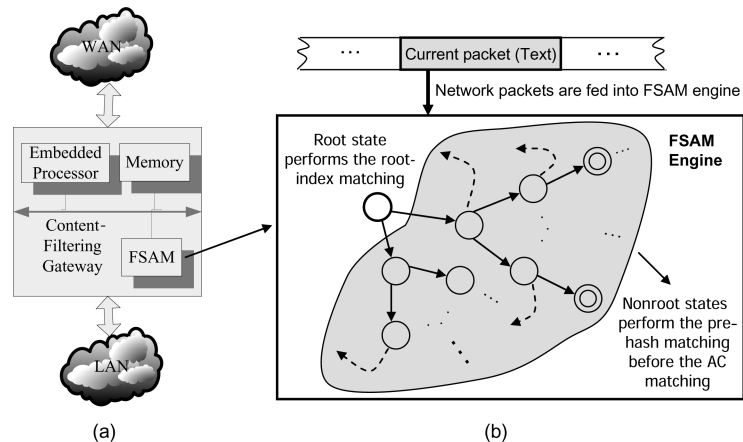 WAN
Embedded
Processor
Memory
Content-
Filtering
Gateway
FSAM
LAN
(a)
... Current packet (Text) ...
Network packets are fed into FSAM engine
Root state
performs the root-
index matching
FSAM
Engine
Nonroot states
perform the pre-
hash matching
before the AC
matching
(b)